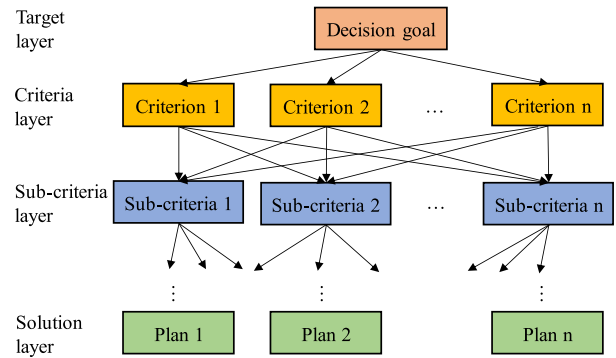 Target
layer
Decision goal
Criteria
layer
Criterion 1
Criterion 2
...
Criterion n
Sub-criteria
layer
Sub-criteria 1
Sub-criteria 2
...
Sub-criteria n
⋮
⋮
⋮
Solution
layer
Plan 1
Plan 2
Plan n